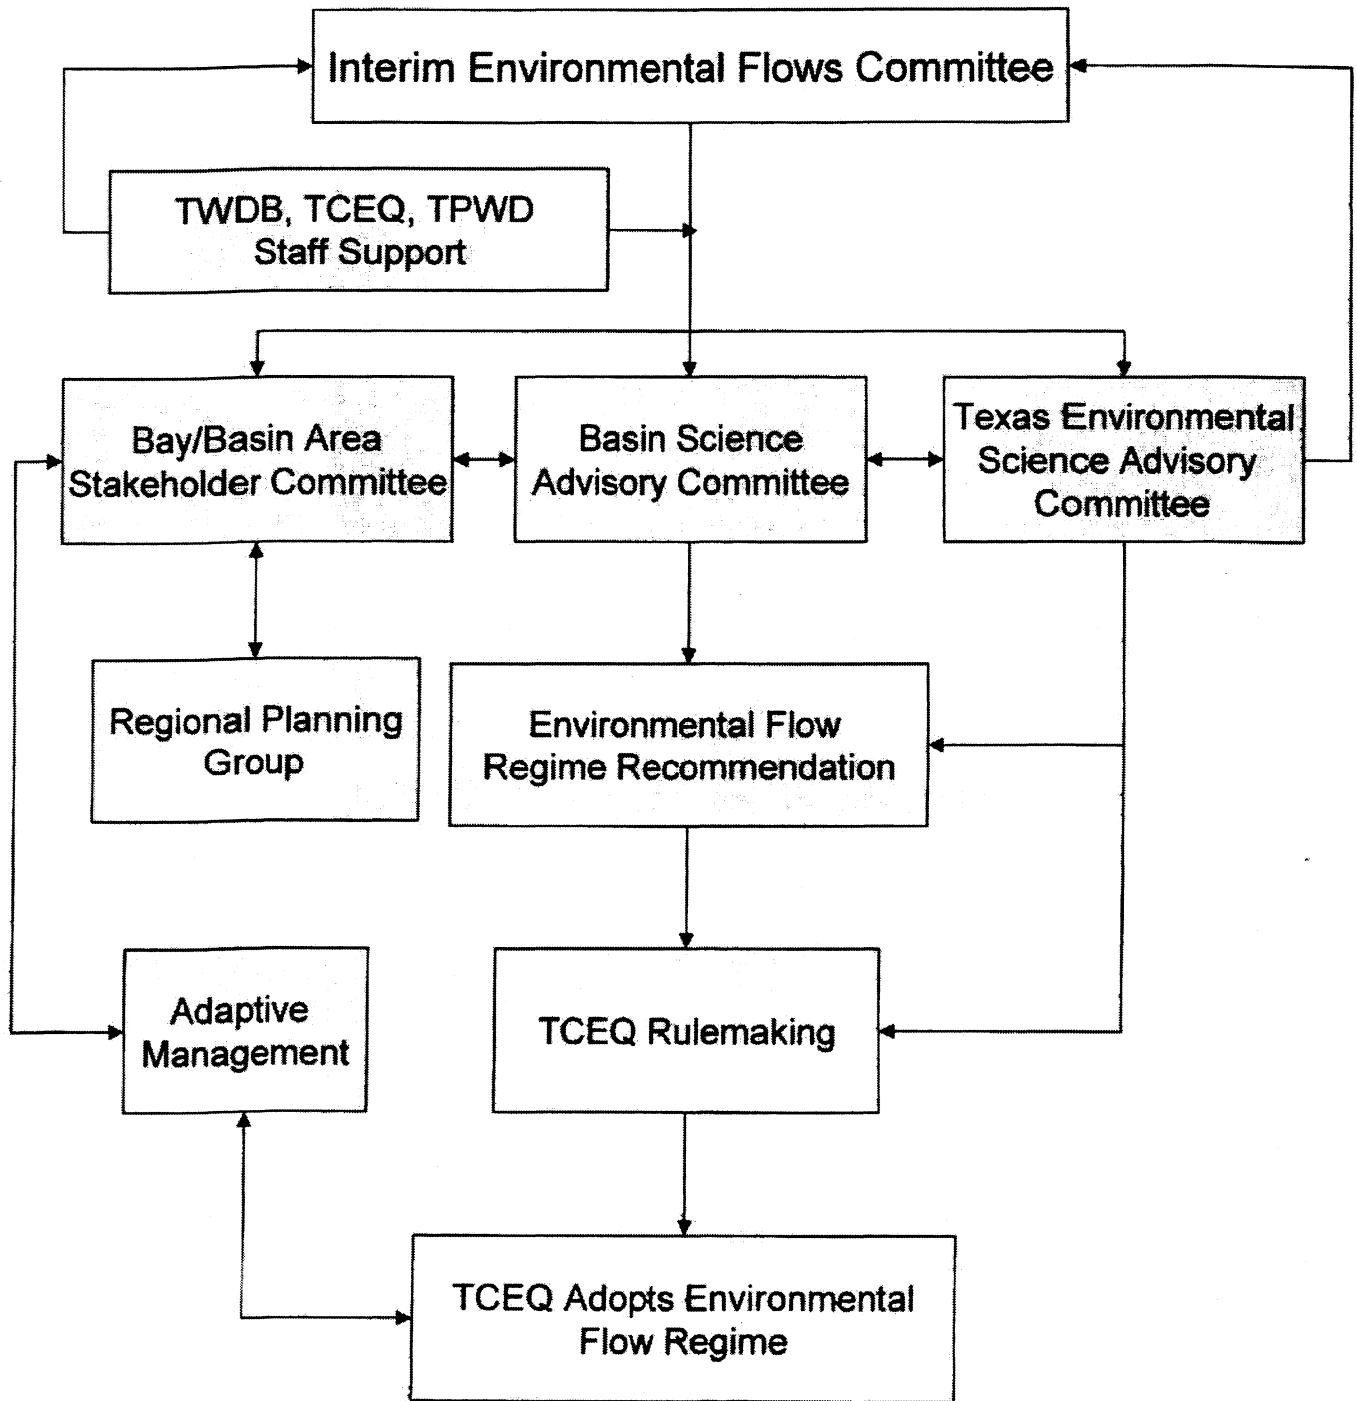 Interim Environmental Flows Committee
TWDB, TCEQ, TPWD
Staff Support
Bay/Basin Area
Stakeholder Committee
Basin Science
Advisory Committee
Texas Environmental
Science Advisory
Committee
Regional Planning
Group
Environmental Flow
Regime Recommendation
Adaptive
Management
TCEQ Rulemaking
TCEQ Adopts Environmental
Flow Regime